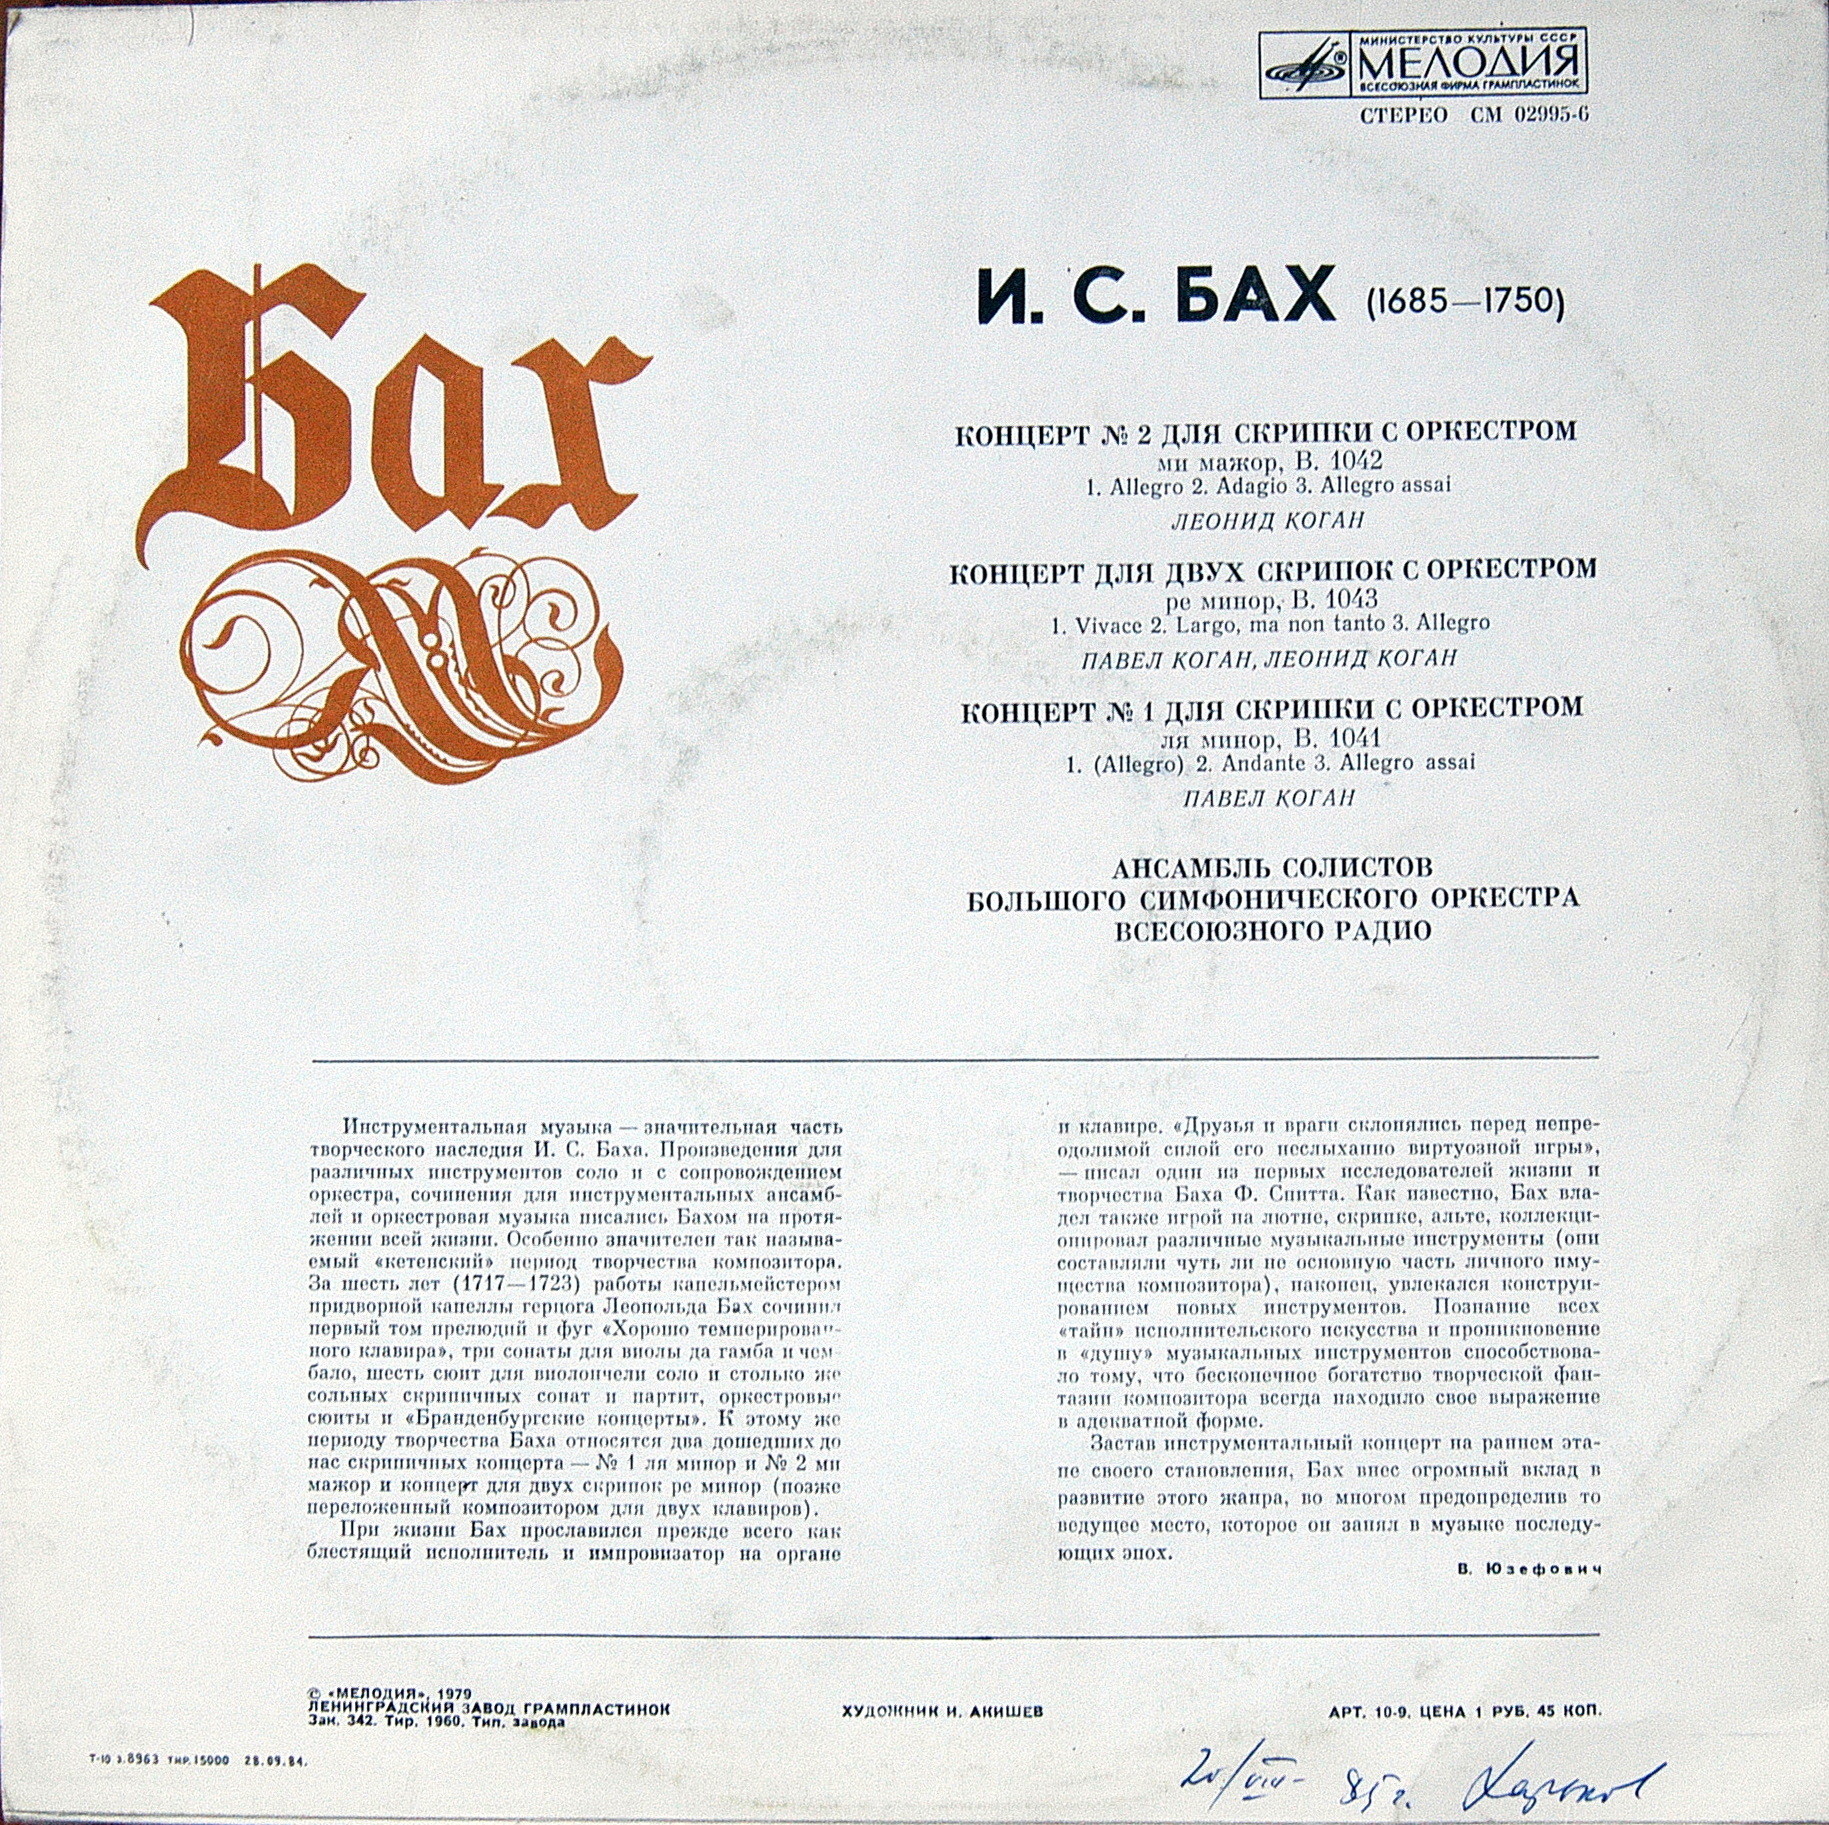 МИНИСТЕРСТВО КУЛЬТУРЫ СССР
МЕЛОДИЯ
ВСЕСОЮЗНАЯ ФИРМА ГРАМПЛАСТИНОК
СТЕРЕО СМ 02995-6
Бах
И. С. БАХ (1685—1750)
КОНЦЕРТ № 2 ДЛЯ СКРИПКИ С ОРКЕСТРОМ
ми мажор, В. 1042
1. Allegro 2. Adagio 3. Allegro assai
ЛЕОНИД КОГАН
КОНЦЕРТ ДЛЯ ДВУХ СКРИПОК С ОРКЕСТРОМ
ре минор, В. 1043
1. Vivace 2. Largo, ma non tanto 3. Allegro
ПАВЕЛ КОГАН, ЛЕОНИД КОГАН
КОНЦЕРТ № 1 ДЛЯ СКРИПКИ С ОРКЕСТРОМ
ля минор, В. 1041
1. (Allegro) 2. Andante 3. Allegro assai
ПАВЕЛ КОГАН
АНСАМБЛЬ СОЛИСТОВ
БОЛЬШОГО СИМФОНИЧЕСКОГО ОРКЕСТРА
ВСЕСОЮЗНОГО РАДИО
Инструментальная музыка — значительная часть
творческого наследия И. С. Баха. Произведения для
различных инструментов соло и с сопровождением
оркестра, сочинения для инструментальных ансамб-
лей и оркестровая музыка писались Бахом на протя-
жении всей жизни. Особенно значителен так называ-
емый «кетенский» период творчества композитора.
За шесть лет (1717—1723) работы капельмейстером
придворной капеллы герцога Леопольда Бах сочинил
первый том прелюдий и фуг «Хорошо темперирован-
ного клавира», три сонаты для виолы да гамба и чем-
бало, шесть сюит для виолончели соло и столько же
сольных скрипичных сонат и партит, оркестровые
сюиты и «Бранденбургские концерты». К этому же
периоду творчества Баха относятся два дошедших до
нас скрипичных концерта — № 1 ля минор и № 2 ми
мажор и концерт для двух скрипок ре минор (позже
переложенный композитором для двух клавиров).
При жизни Бах прославился прежде всего как
блестящий исполнитель и импровизатор на органе
и клавире. «Друзья и враги склонялись перед непре-
одолимой силой его неслыханно виртуозной игры»,
— писал один из первых исследователей жизни и
творчества Баха Ф. Спитта. Как известно, Бах вла-
дел также игрой на лютне, скрипке, альте, коллекци-
онировал различные музыкальные инструменты (они
составляли чуть ли не основную часть личного иму-
щества композитора), наконец, увлекался конструи-
рованием новых инструментов. Познание всех
«тайн» исполнительского искусства и проникновение
в «душу» музыкальных инструментов способствова-
ло тому, что бесконечное богатство творческой фан-
тазии композитора всегда находило свое выражение
в адекватной форме.
Застав инструментальный концерт на раннем эта-
пе своего становления, Бах внес огромный вклад в
развитие этого жанра, во многом предопределив то
ведущее место, которое он занял в музыке последу-
ющих эпох.
В. Юзефович
© «МЕЛОДИЯ», 1979
ЛЕНИНГРАДСКИЙ ЗАВОД ГРАМПЛАСТИНОК
Зак. 342. Тир. 1960. Тип. завода
ХУДОЖНИК И. АКИШЕВ
АРТ. 10-9. ЦЕНА 1 РУБ. 45 КОП.
Т-10 з.8963 тир.15000 28.09.84.
20/VIII- 85 г. Харьков